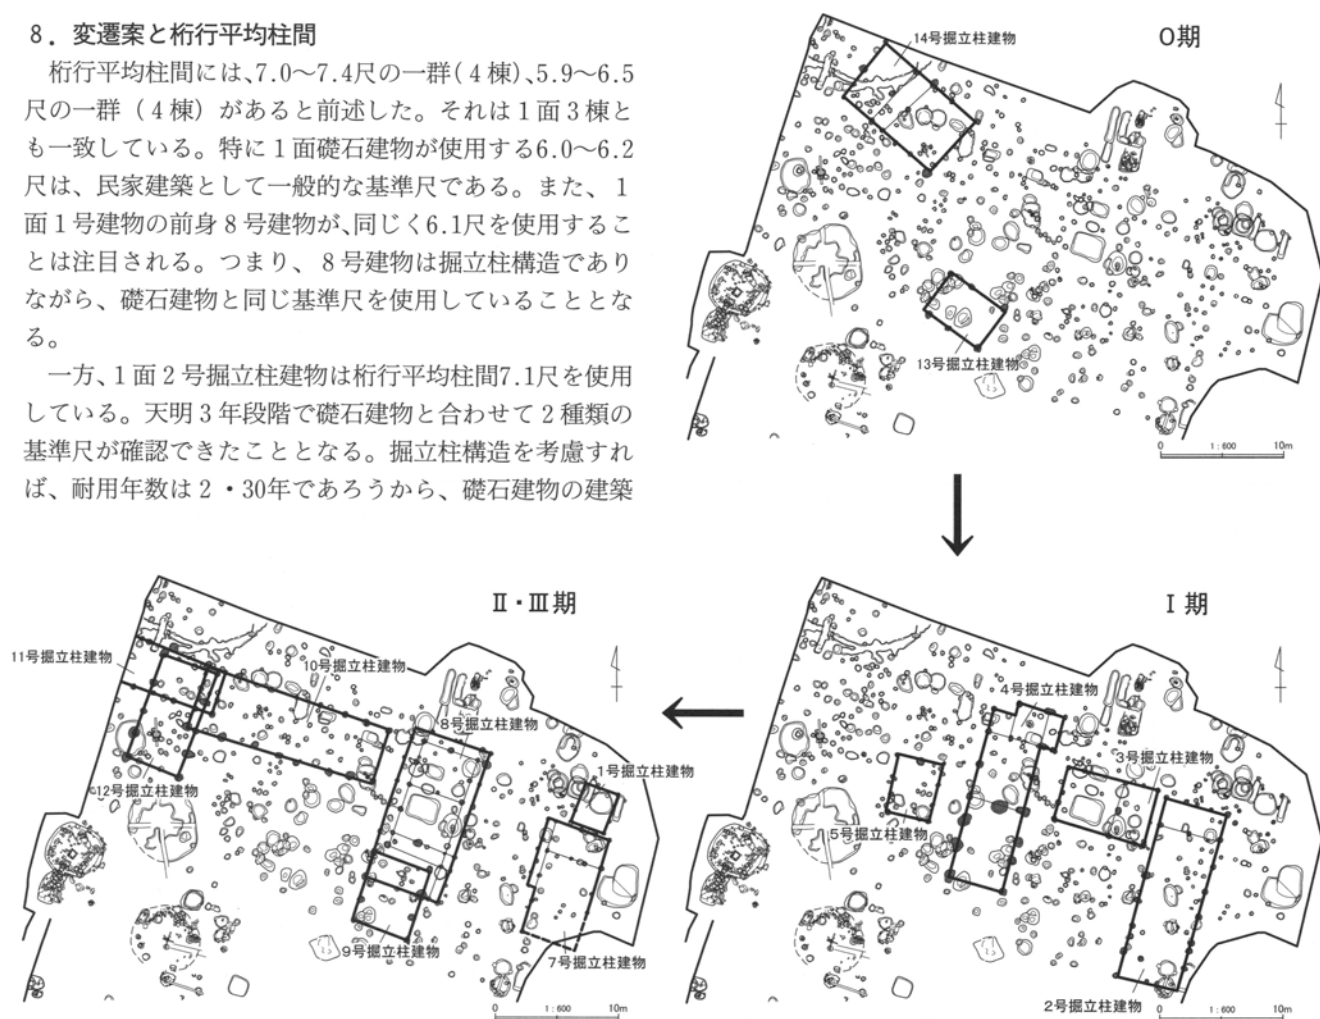 8．変遷案と桁行平均柱間
　桁行平均柱間には、7.0〜7.4尺の一群(４棟)、5.9〜6.5
尺の一群（４棟）があると前述した。それは１面３棟と
も一致している。特に１面礎石建物が使用する6.0〜6.2
尺は、民家建築として一般的な基準尺である。また、１
面１号建物の前身８号建物が、同じく6.1尺を使用するこ
とは注目される。つまり、８号建物は掘立柱構造であり
ながら、礎石建物と同じ基準尺を使用していることとな
る。
　一方、１面２号掘立柱建物は桁行平均柱間7.1尺を使用
している。天明３年段階で礎石建物と合わせて２種類の
基準尺が確認できたこととなる。掘立柱構造を考慮すれ
ば、耐用年数は２・30年であろうから、礎石建物の建築
O期
14号掘立柱建物
13号掘立柱建物
0　1：600　10m
Ⅱ・Ⅲ期
11号掘立柱建物
10号掘立柱建物
8号掘立柱建物
1号掘立柱建物
12号掘立柱建物
9号掘立柱建物
7号掘立柱建物
0　1：600　10m
Ⅰ期
4号掘立柱建物
3号掘立柱建物
5号掘立柱建物
2号掘立柱建物
0　1：600　10m